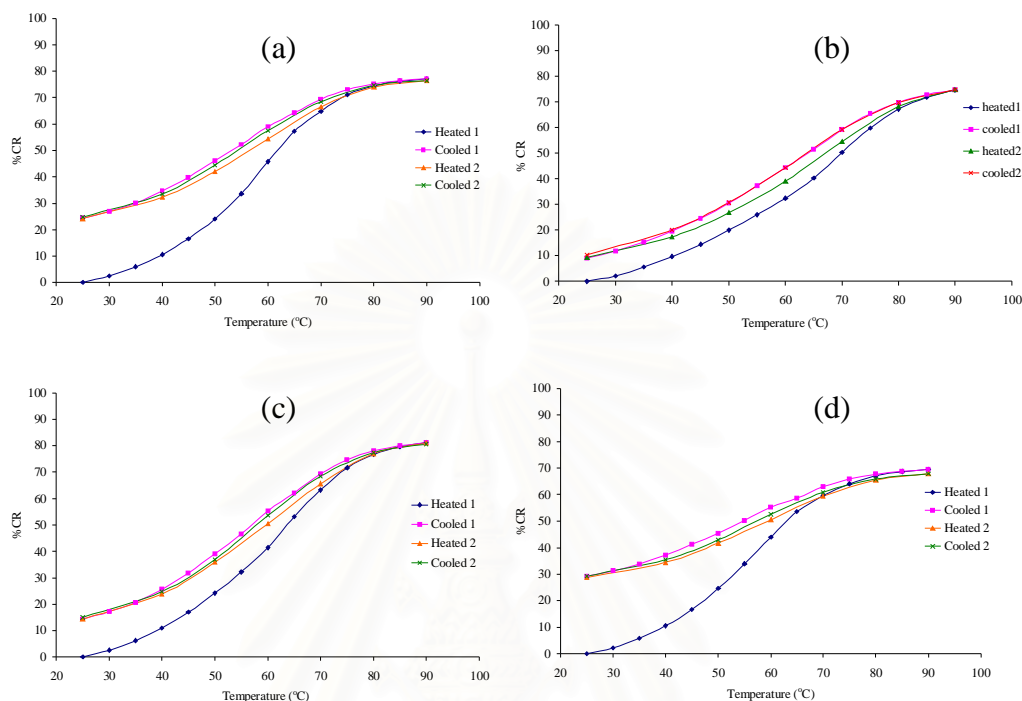 (a)
100
90
80
70
60
50
40
30
20
10
0
% CR
20 30 40 50 60 70 80 90 100
Temperature (°C)
Heated 1
Cooled 1
Heated 2
Cooled 2
(b)
100
90
80
70
60
50
40
30
20
10
0
% CR
20 30 40 50 60 70 80 90 100
Temperature (°C)
heated1
cooled1
heated2
cooled2
(c)
100
90
80
70
60
50
40
30
20
10
0
% CR
20 30 40 50 60 70 80 90 100
Temperature (°C)
Heated 1
Cooled 1
Heated 2
Cooled 2
(d)
100
90
80
70
60
50
40
30
20
10
0
% CR
20 30 40 50 60 70 80 90 100
Temperature (°C)
Heated 1
Cooled 1
Heated 2
Cooled 2